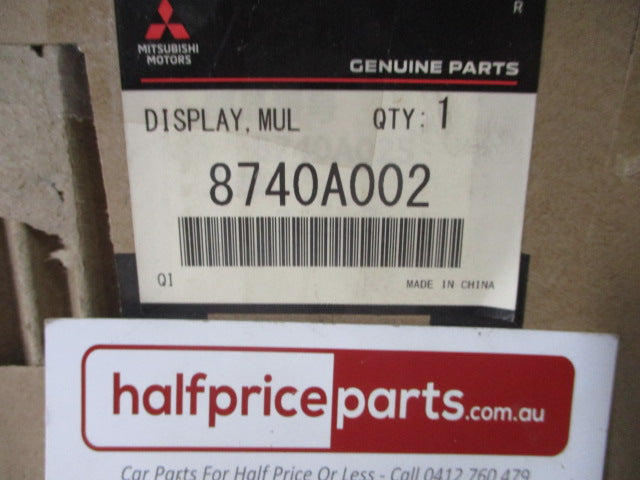 R
MITSUBISHI
MOTORS
GENUINE PARTS
DISPLAY, MUL QTY: 1
8740A002
QI
MADE IN CHINA
halfpriceparts.com.au
Car Parts For Half Price Or Less - Call 0412 760 479